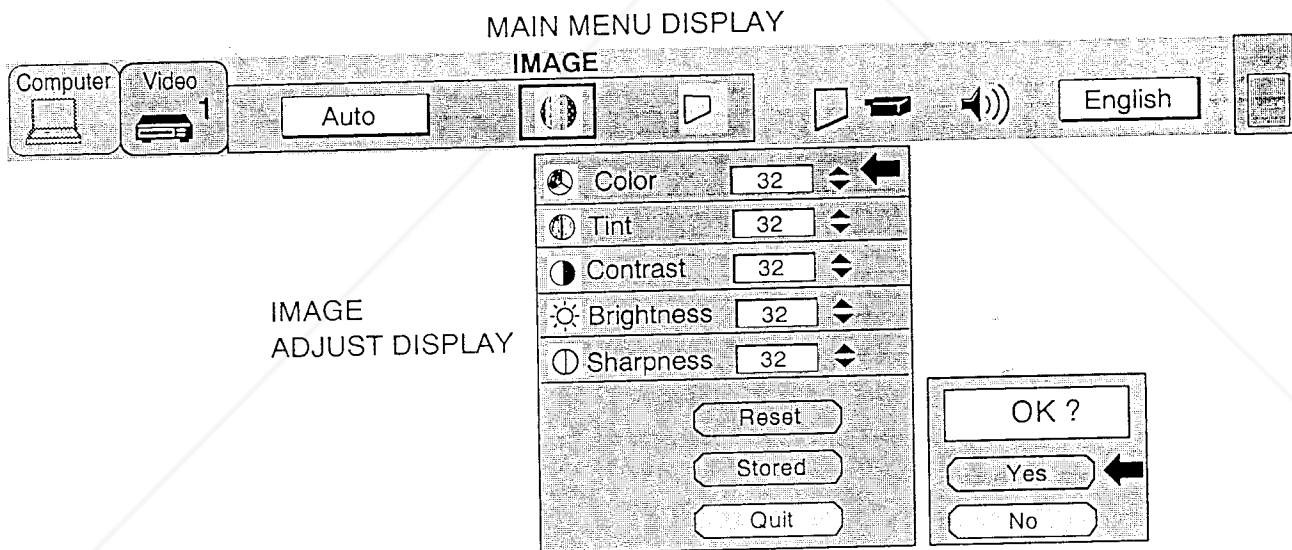 MAIN MENU DISPLAY
IMAGE
Computer
Video
1
Auto
English
Color 32
Tint 32
Contrast 32
Brightness 32
Sharpness 32
IMAGE
ADJUST DISPLAY
Reset
Stored
Quit
OK ?
Yes
No